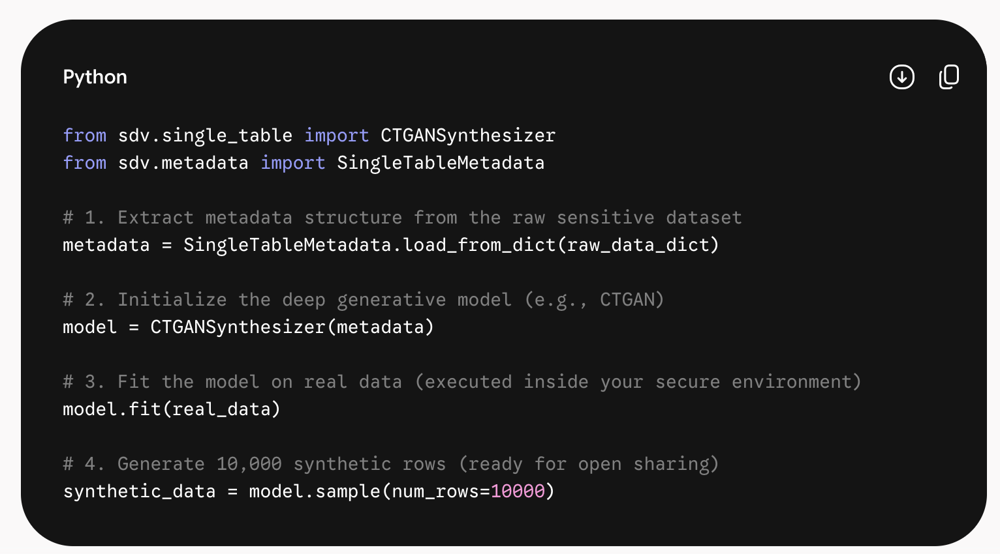 Python
from sdv.single_table import CTGANSynthesizer
from sdv.metadata import SingleTableMetadata
# 1. Extract metadata structure from the raw sensitive dataset
metadata = SingleTableMetadata.load_from_dict(raw_data_dict)
# 2. Initialize the deep generative model (e.g., CTGAN)
model = CTGANSynthesizer(metadata)
# 3. Fit the model on real data (executed inside your secure environment)
model.fit(real_data)
# 4. Generate 10,000 synthetic rows (ready for open sharing)
synthetic_data = model.sample(num_rows=10000)